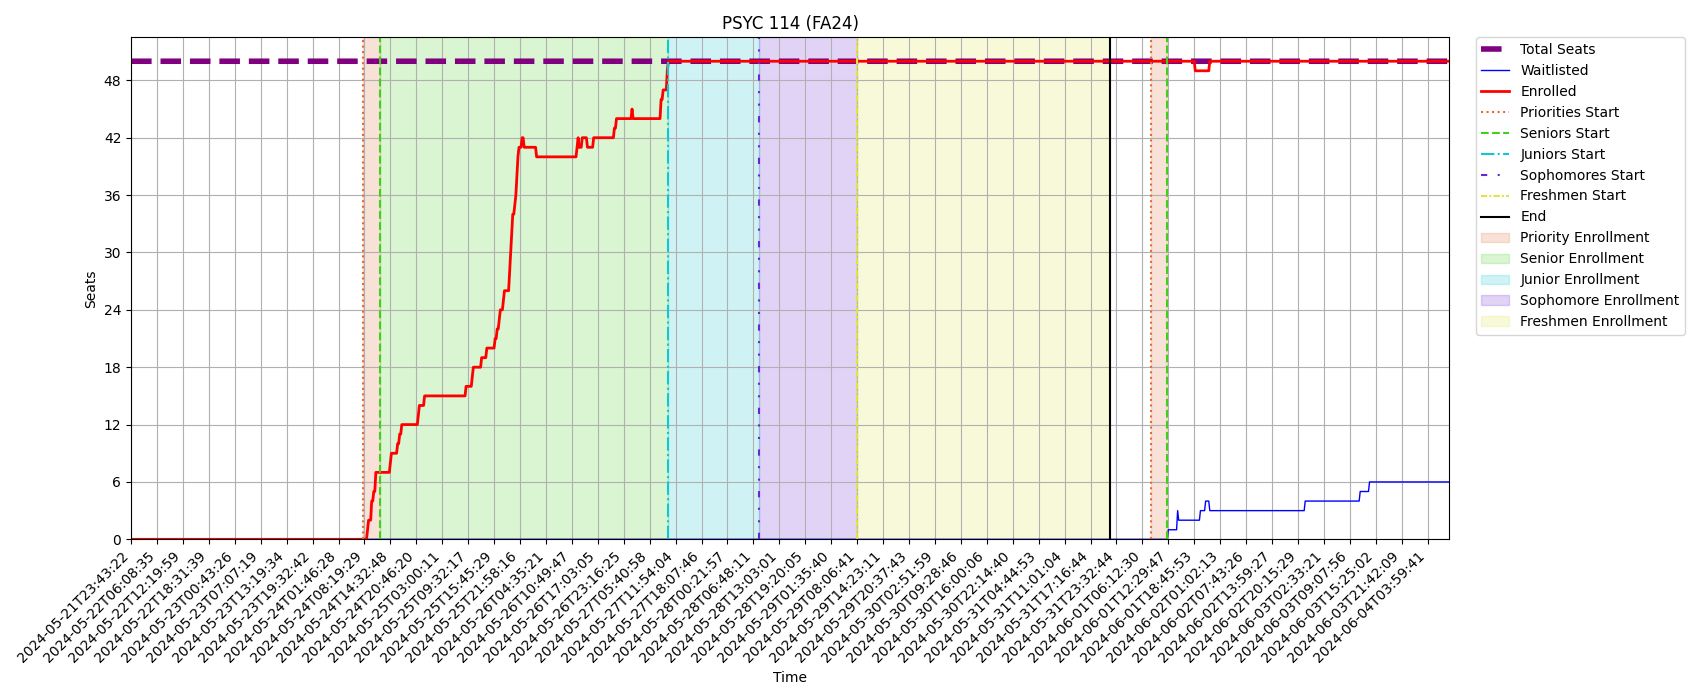 PSYC 114 (FA24)
Total Seats
Waitlisted
Enrolled
Priorities Start
Seniors Start
Juniors Start
Sophomores Start
Freshmen Start
End
Priority Enrollment
Senior Enrollment
Junior Enrollment
Sophomore Enrollment
Freshmen Enrollment
Seats
48
42
36
30
24
18
12
6
0
2024-05-21T23:43:22
2024-05-22T06:08:35
2024-05-22T12:19:59
2024-05-22T18:31:39
2024-05-23T00:43:26
2024-05-23T07:07:19
2024-05-23T13:19:34
2024-05-23T19:32:42
2024-05-24T01:46:28
2024-05-24T08:19:29
2024-05-24T14:32:48
2024-05-24T20:46:20
2024-05-25T03:00:11
2024-05-25T09:32:17
2024-05-25T15:45:29
2024-05-25T21:58:16
2024-05-26T04:35:21
2024-05-26T10:49:47
2024-05-26T17:03:05
2024-05-26T23:16:25
2024-05-27T05:40:58
2024-05-27T11:54:04
2024-05-27T18:07:46
2024-05-28T00:21:57
2024-05-28T06:48:11
2024-05-28T13:03:01
2024-05-28T19:20:05
2024-05-29T01:35:40
2024-05-29T08:06:41
2024-05-29T14:23:11
2024-05-29T20:37:43
2024-05-30T02:51:59
2024-05-30T09:28:46
2024-05-30T16:00:06
2024-05-30T22:14:40
2024-05-31T04:44:53
2024-05-31T11:01:04
2024-05-31T17:16:44
2024-05-31T23:32:44
2024-06-01T06:12:30
2024-06-01T12:29:47
2024-06-01T18:45:53
2024-06-02T01:02:13
2024-06-02T07:43:26
2024-06-02T13:59:27
2024-06-02T20:15:29
2024-06-03T02:33:21
2024-06-03T09:07:56
2024-06-03T15:25:02
2024-06-03T21:42:09
2024-06-04T03:59:41
Time